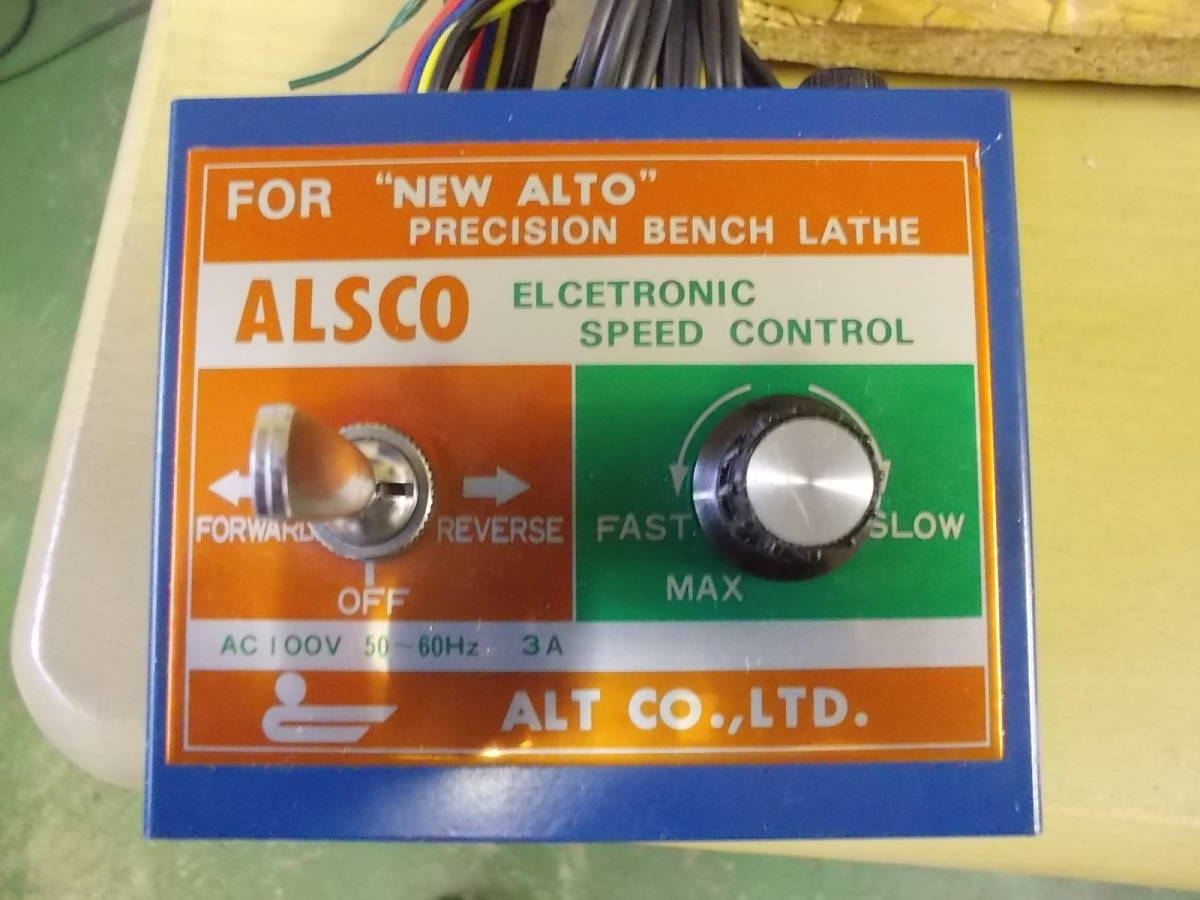 FOR "NEW ALTO"
PRECISION BENCH LATHE
ALSCO ELCETRONIC
SPEED CONTROL
FORWARD REVERSE
OFF
FAST SLOW
MAX
AC 100V 50~60Hz 3A
ALT CO.,LTD.